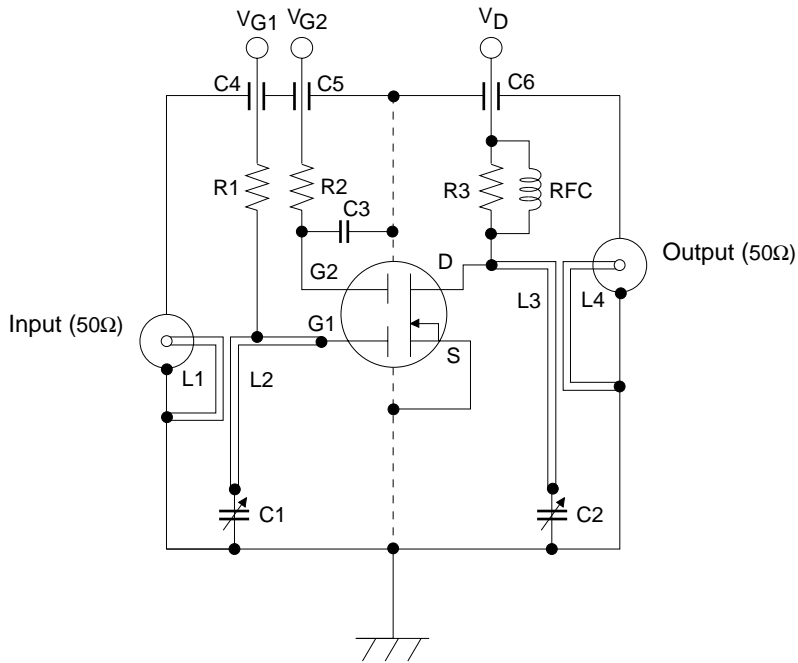 VG1
VG2
VD
C4
C5
C6
R1
R2
R3
RFC
C3
G2
D
Output (50Ω)
L3
L4
Input (50Ω)
G1
S
L1
L2
C1
C2